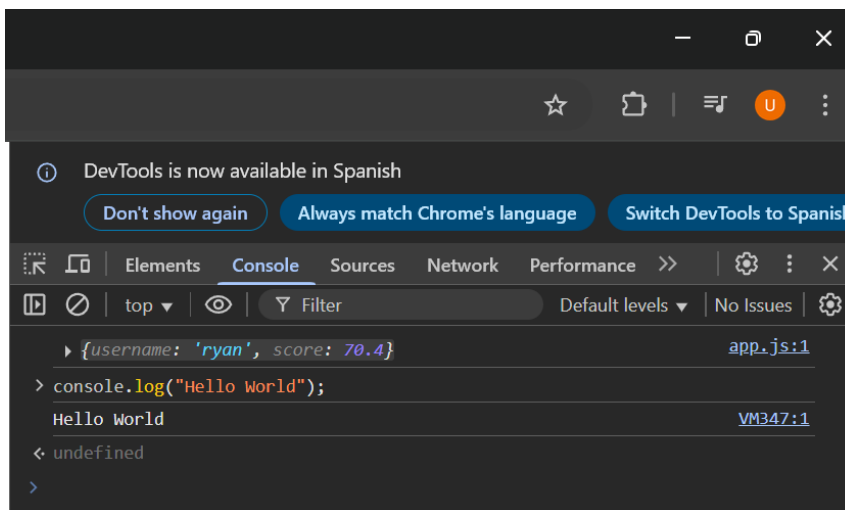 U
DevTools is now available in Spanish
Don't show again Always match Chrome's language Switch DevTools to Spanis
Elements Console Sources Network Performance
top Filter Default levels No Issues
{username: 'ryan', score: 70.4} app.js:1
console.log("Hello World");
Hello World VM347:1
undefined